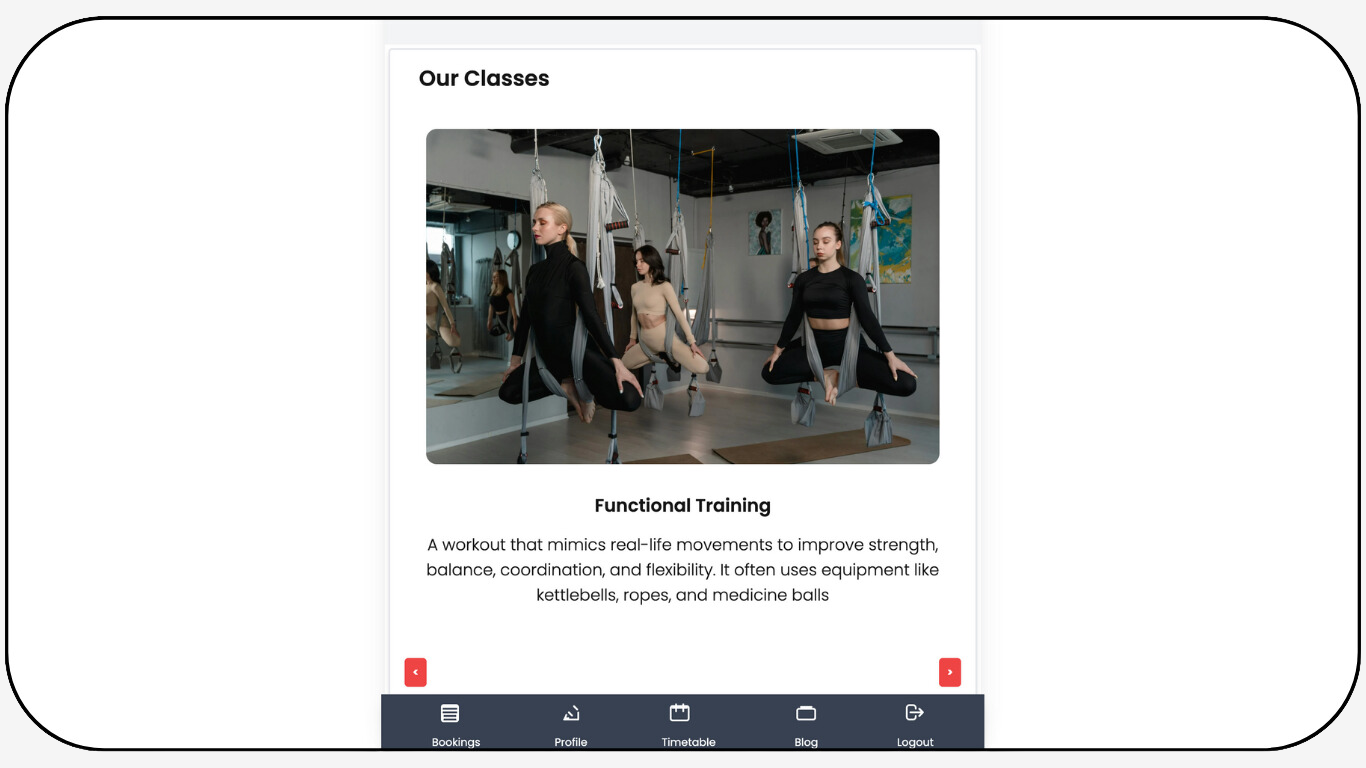 Our Classes
Functional Training
A workout that mimics real-life movements to improve strength,
balance, coordination, and flexibility. It often uses equipment like
kettlebells, ropes, and medicine balls
Bookings
Profile
Timetable
Blog
Logout